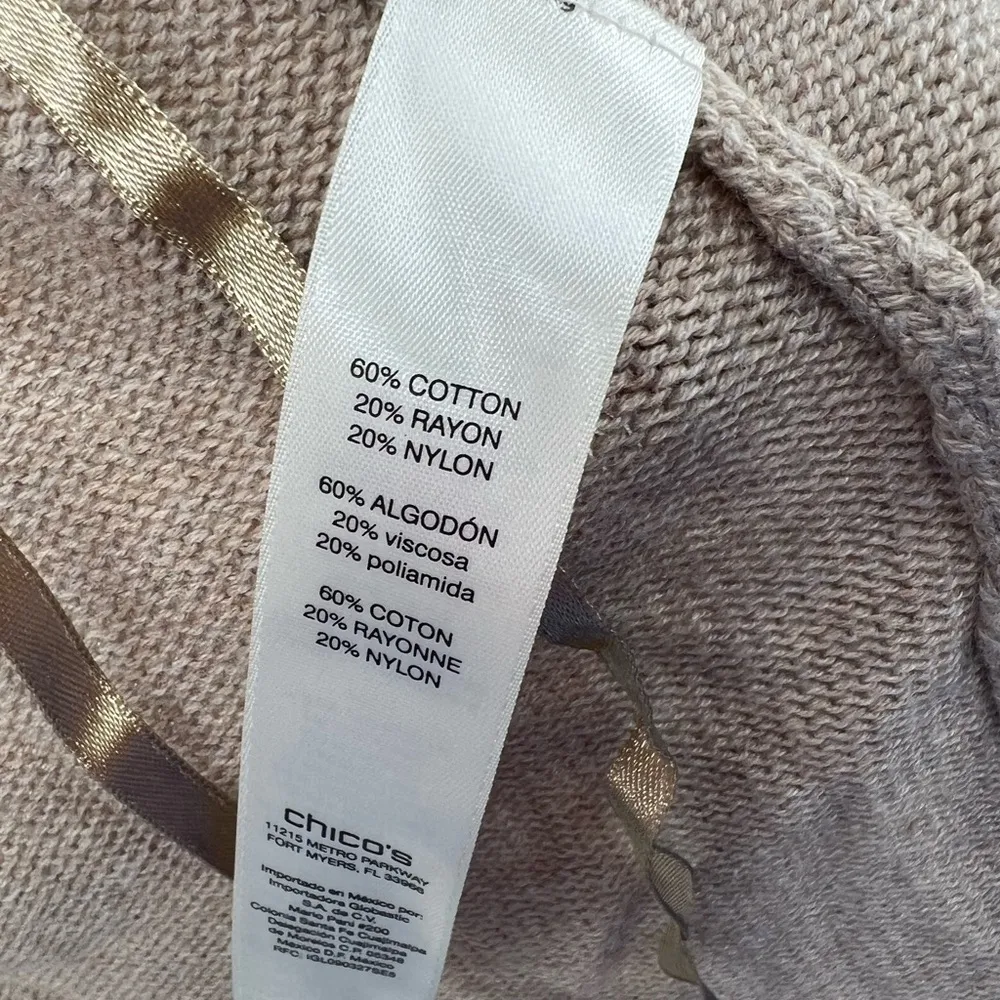 60% COTTON
20% RAYON
20% NYLON
60% ALGODÓN
20% viscosa
20% poliamida
60% COTON
20% RAYONNE
20% NYLON
chico's
11215 METRO PARKWAY
FORT MYERS, FL 33966
Importado en México por:
Importadora Globastic
S.A. de C.V.
Mario Pani #200
Colonia Santa Fe Cuajimalpa
Delegación Cuajimalpa
de Morelos C.P. 05348
México D.F. México
RFC: IGL090327SE5